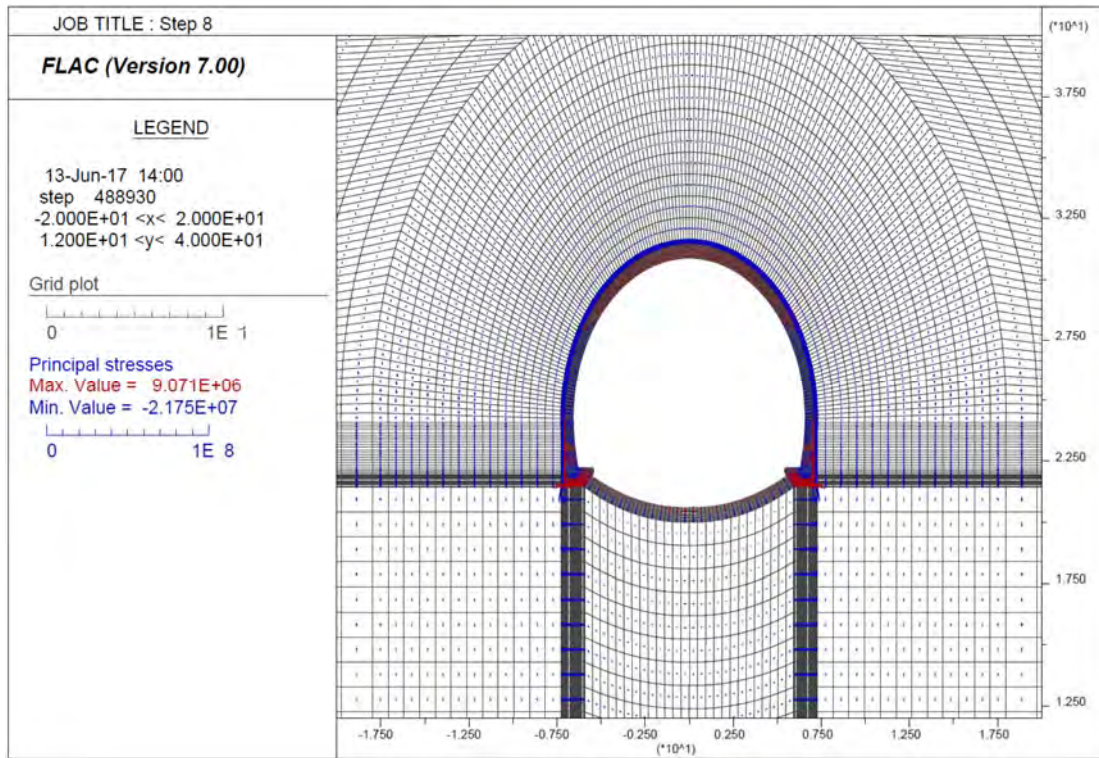 JOB TITLE : Step 8
(*10^1)
FLAC (Version 7.00)
LEGEND
13-Jun-17 14:00
step 488930
-2.000E+01 <x< 2.000E+01
1.200E+01 <y< 4.000E+01
Grid plot
0 1E 1
Principal stresses
Max. Value = 9.071E+06
Min. Value = -2.175E+07
0 1E 8
3.750
3.250
2.750
2.250
1.750
1.250
-1.750 -1.250 -0.750 -0.250 0.250 0.750 1.250 1.750
(*10^1)